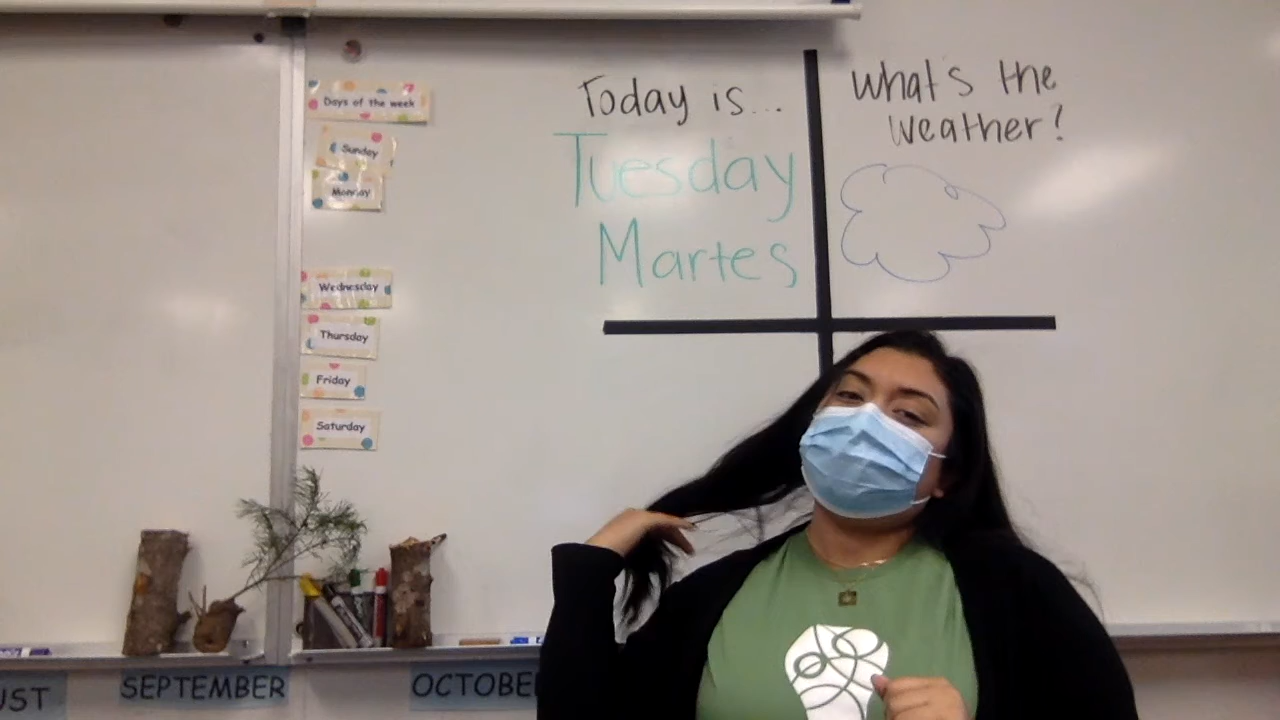 Days of the week
Sunday
Monday
Wednesday
Thursday
Friday
Saturday
Today is...
Tuesday
Martes
What's the
weather?
UST
SEPTEMBER
OCTOBE